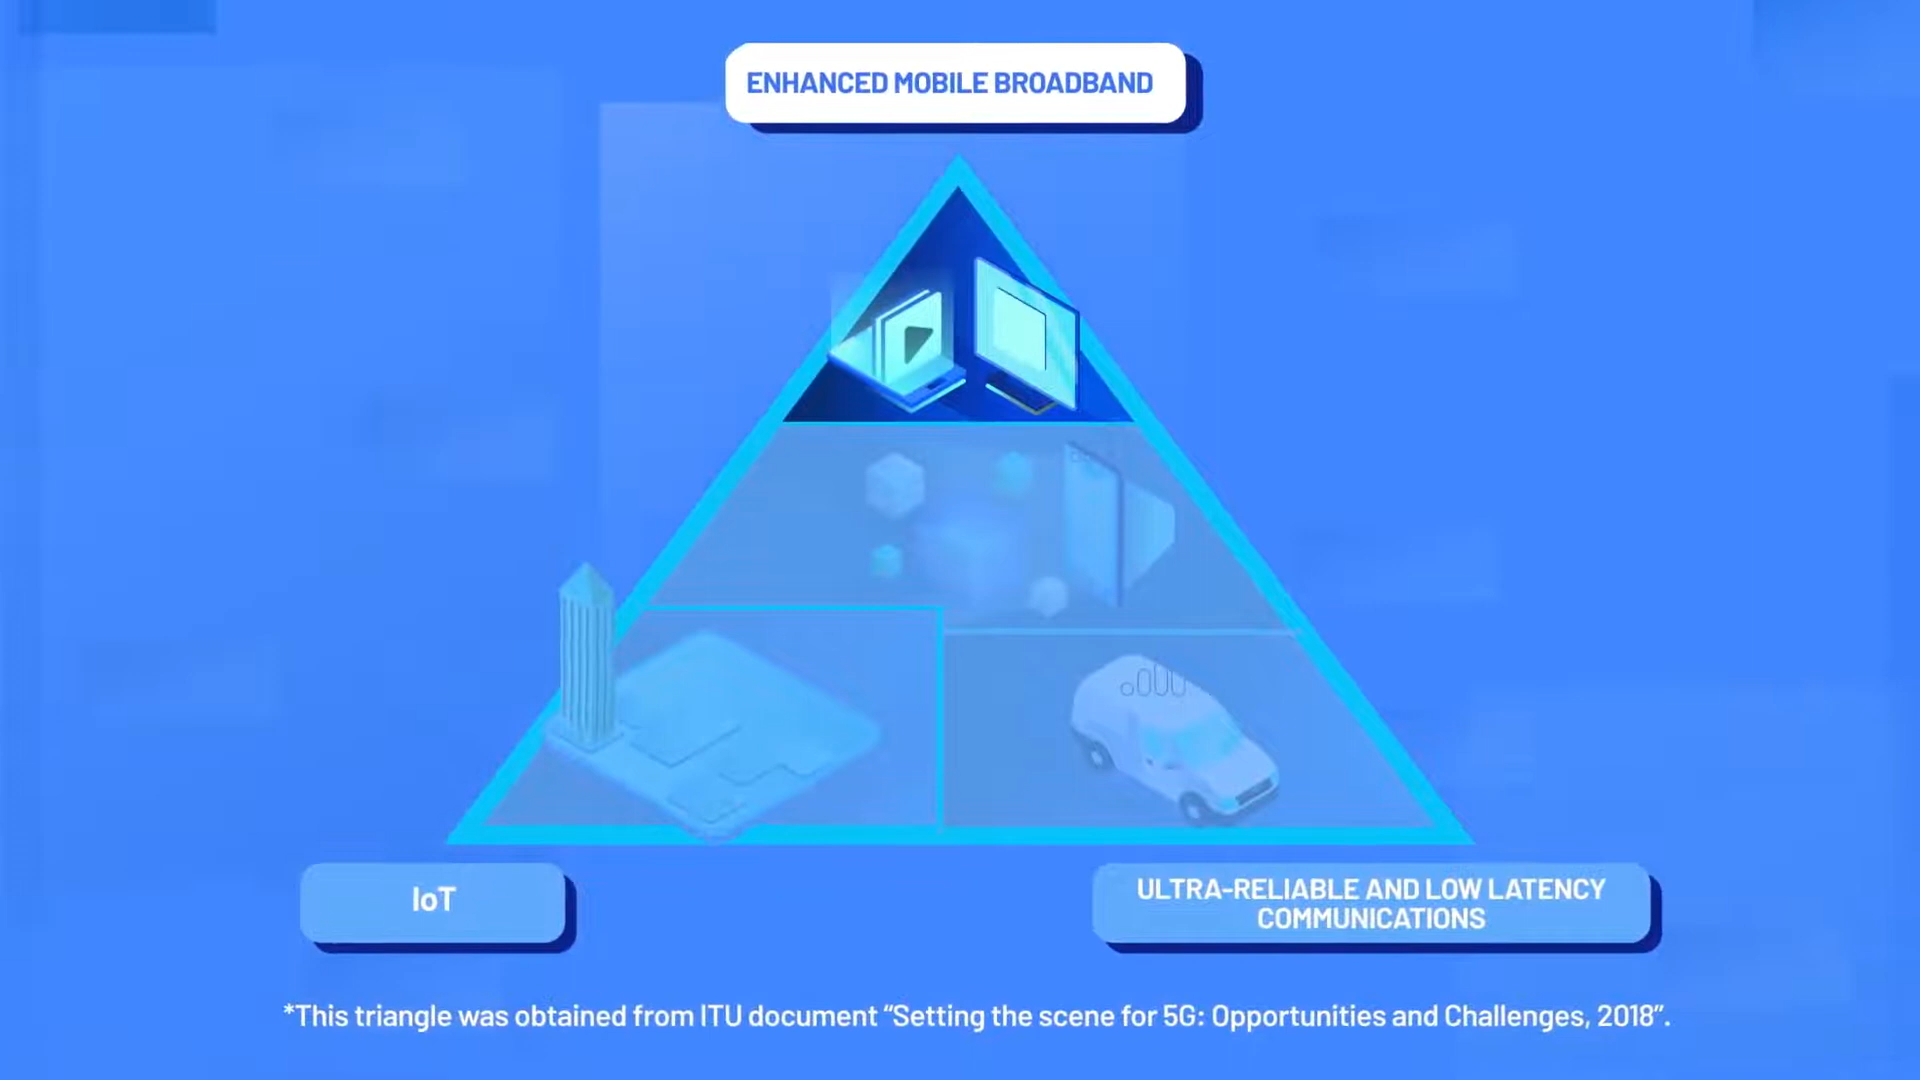 ENHANCED MOBILE BROADBAND
IoT
ULTRA-RELIABLE AND LOW LATENCY
COMMUNICATIONS
*This triangle was obtained from ITU document “Setting the scene for 5G: Opportunities and Challenges, 2018”.